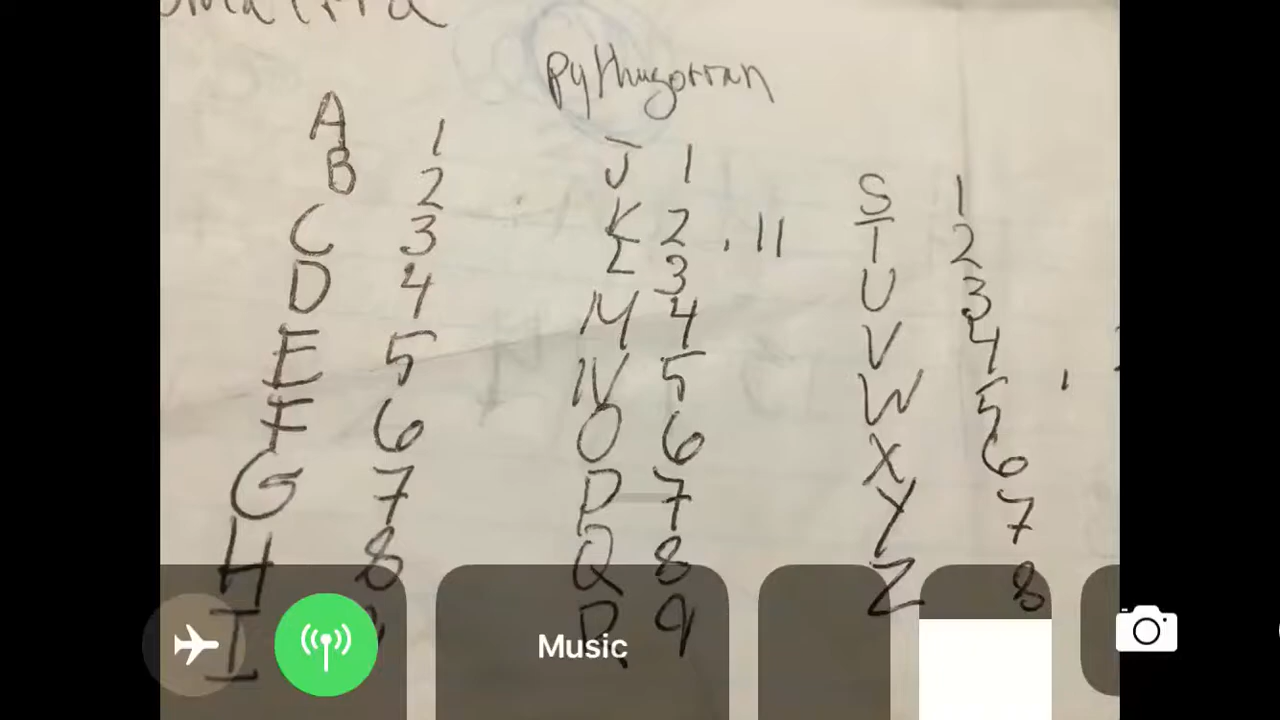 pythagorran
A 1 J 1 S 1
B 2 K 2 , 11 T 2
C 3 L 3 U 3
D 4 M 4 V 4
E 5 N 5 W 5
F 6 O 6 X 6
G 7 P 7 Y 7
H 8 Q 8 Z 8
I R 9
Music